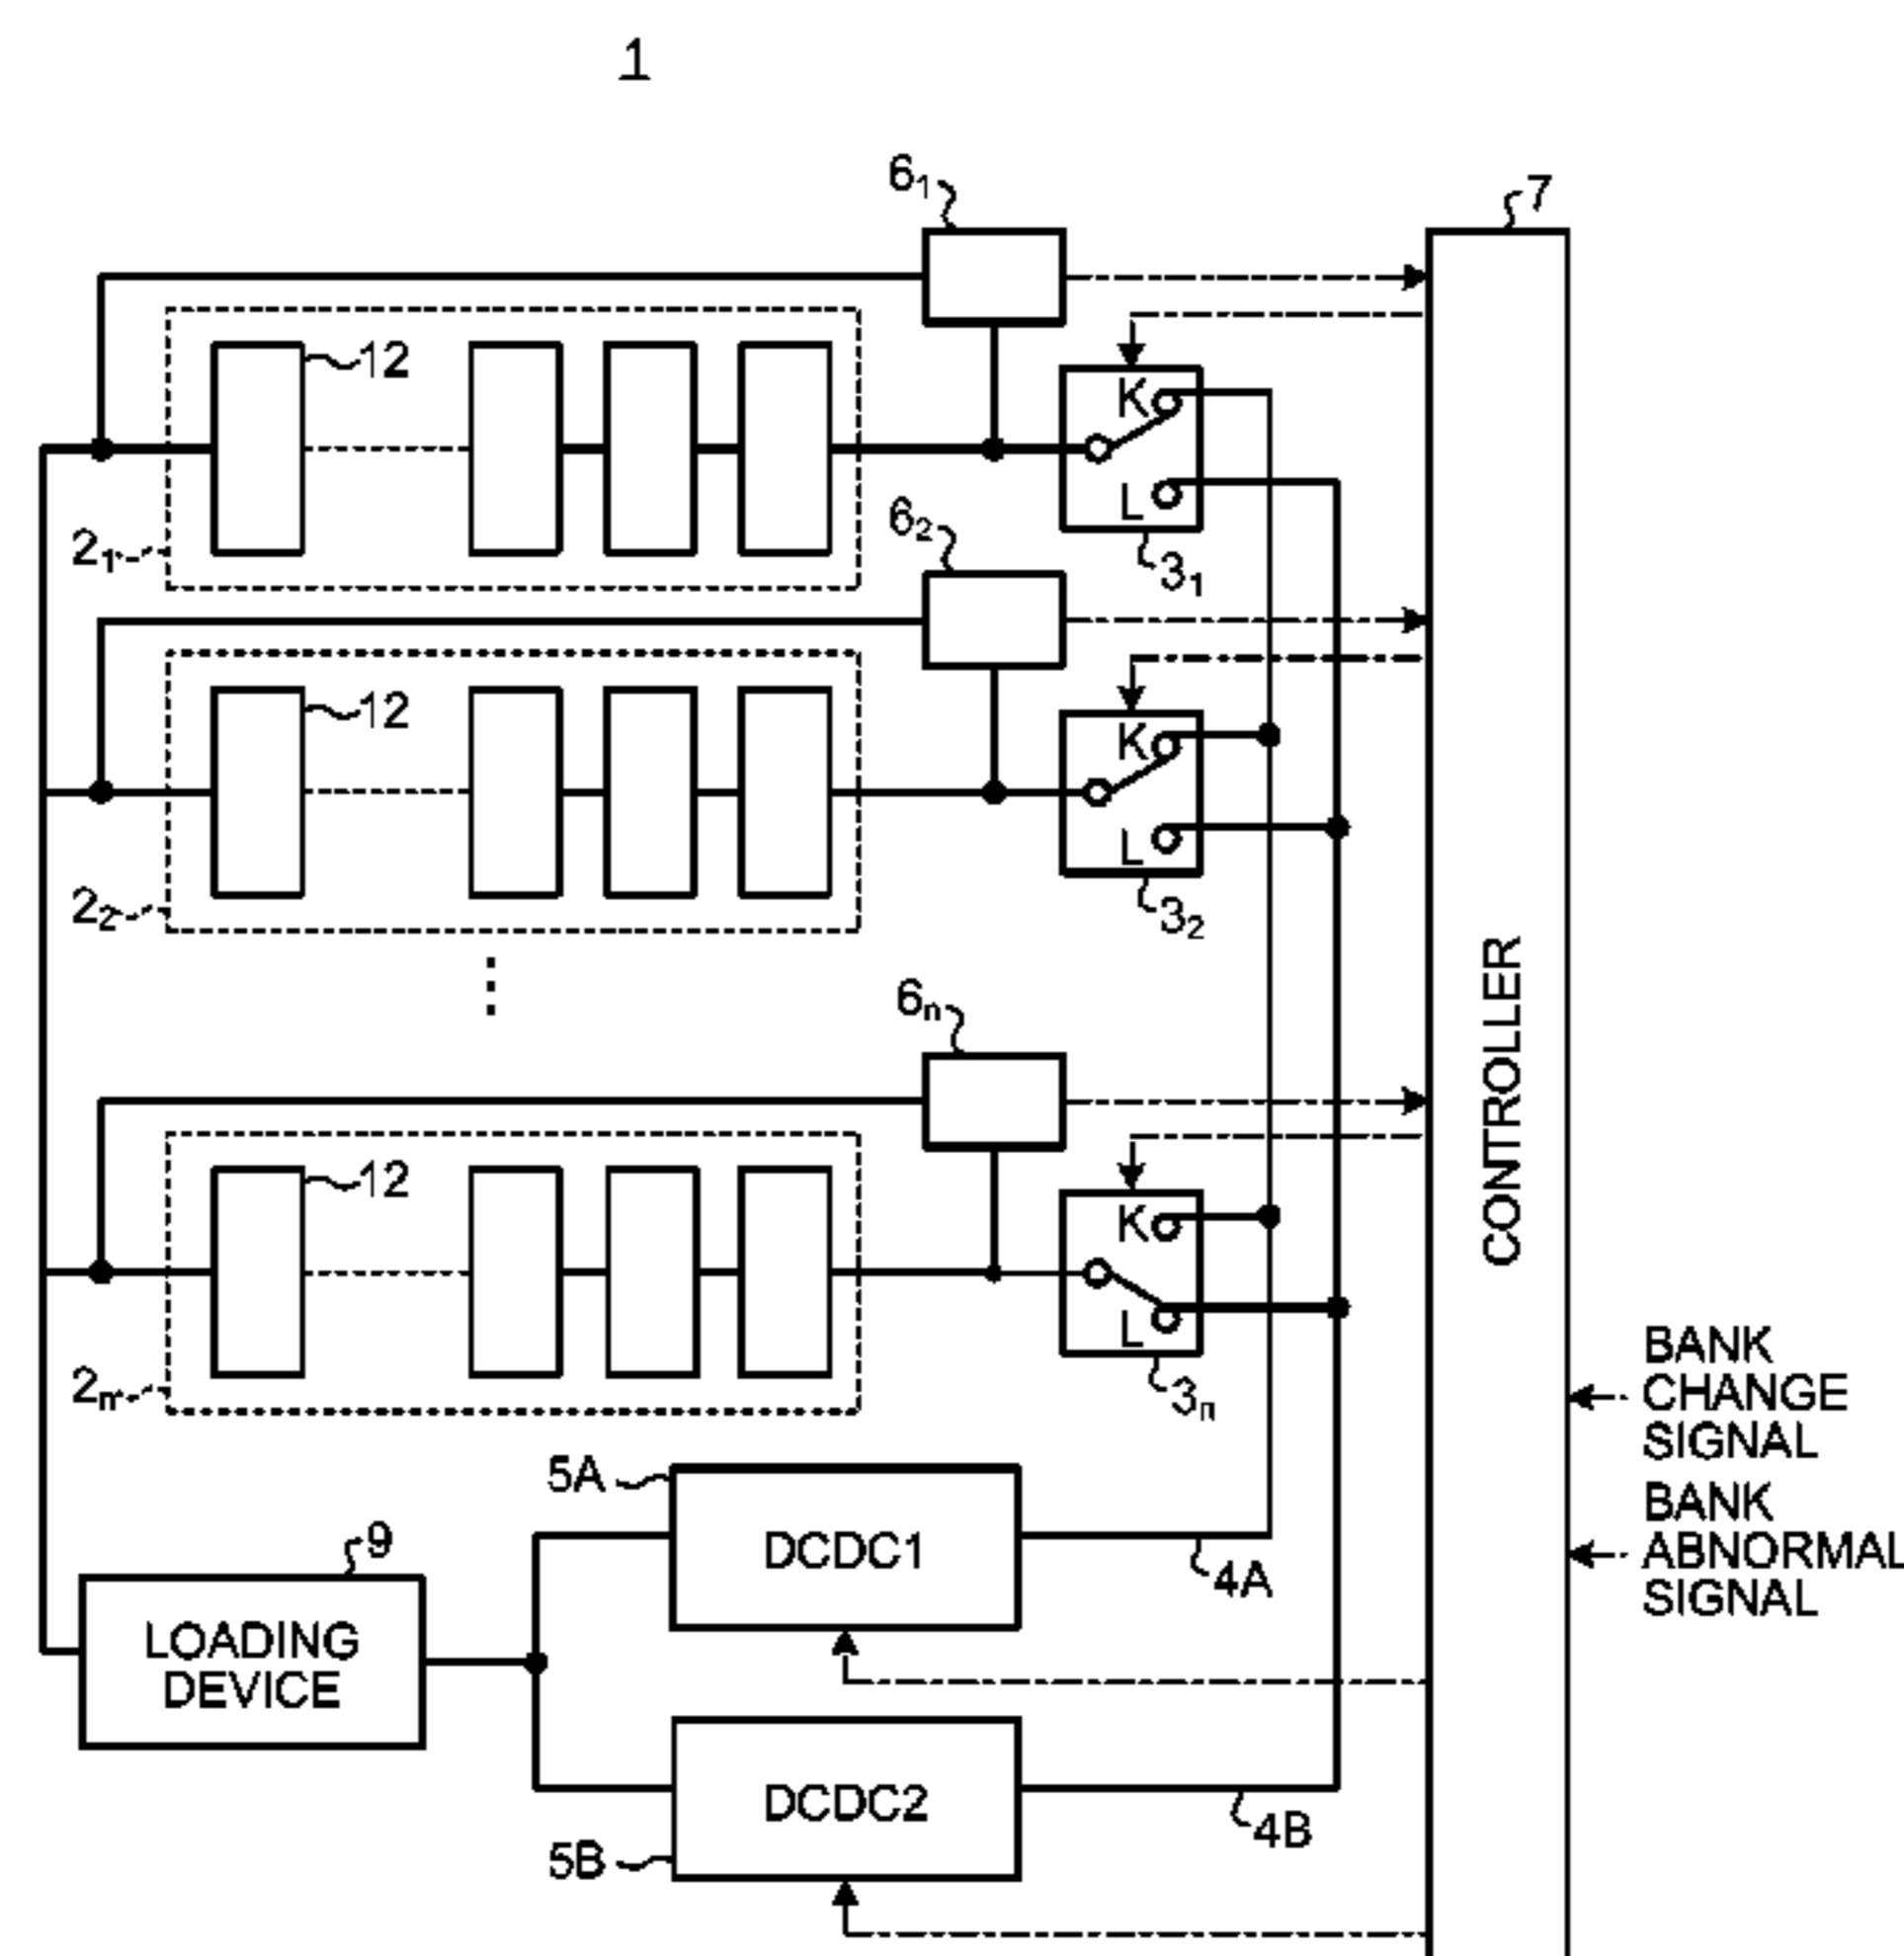 1
6₁
7
12
K
L
2₁
3₁
6₂
12
K
L
2₂
3₂
6ₙ
12
K
L
2ₙ
3ₙ
CONTROLLER
BANK
CHANGE
SIGNAL
BANK
ABNORMAL
SIGNAL
5A
DCDC1
4A
9
LOADING
DEVICE
DCDC2
4B
5B